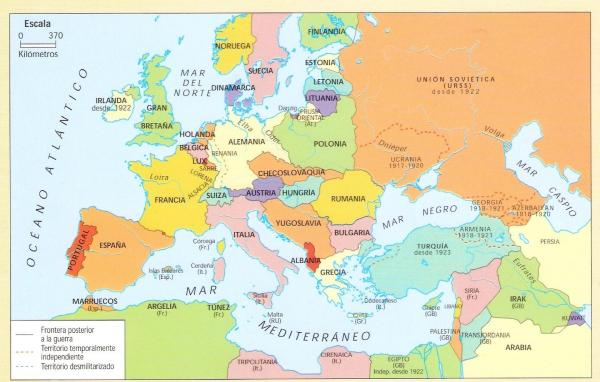 Escala
0 370
Kilómetros
NORUEGA
FINLANDIA
SUECIA
ESTONIA
LETONIA
LITUANIA
UNIÓN SOVIÉTICA
(URSS)
desde 1922
MAR
DEL
NORTE
DINAMARCA
OCÉANO ATLÁNTICO
IRLANDA
desde 1922
GRAN
BRETAÑA
HOLANDA
BÉLGICA
LUX
RENANIA
SARRE
LORENA
ALSACIA
Elba
Oder
ALEMANIA
Danzig
PRUSIA
ORIENTAL
(Al.)
POLONIA
Dniéper
UCRANIA
1917-1920
Volga
MAR CASPIO
CHECOSLOVAQUIA
Loira
FRANCIA
SUIZA
AUSTRIA
HUNGRÍA
RUMANIA
YUGOSLAVIA
BULGARIA
MAR NEGRO
GEORGIA
1918-1921
AZERBAIYÁN
1918-1920
ARMENIA
1918-1921
PERSIA
PORTUGAL
ESPAÑA
Islas Baleares
(Esp.)
Córcega
(Fr.)
Cerdeña
(It.)
ITALIA
ALBANIA
GRECIA
TURQUÍA
desde 1923
Éufrates
MAR
MEDITERRÁNEO
Sicilia
(It.)
Malta
(RU)
Creta
(Gr.)
Dodecaneso
(It.)
Chipre
(GB)
LÍBANO
SIRIA
(Fr.)
IRAK
(GB)
KUWAIT
PALESTINA
(GB)
TRANSJORDANIA
(GB)
ARABIA
MARRUECOS
(Esp.)
ARGELIA
(Fr.)
TÚNEZ
(Fr.)
TRIPOLITANIA
(It.)
CIRENAICA
(It.)
EGIPTO
(GB)
Indep. desde 1922
Frontera posterior
a la guerra
Territorio temporalmente
independiente
Territorio desmilitarizado